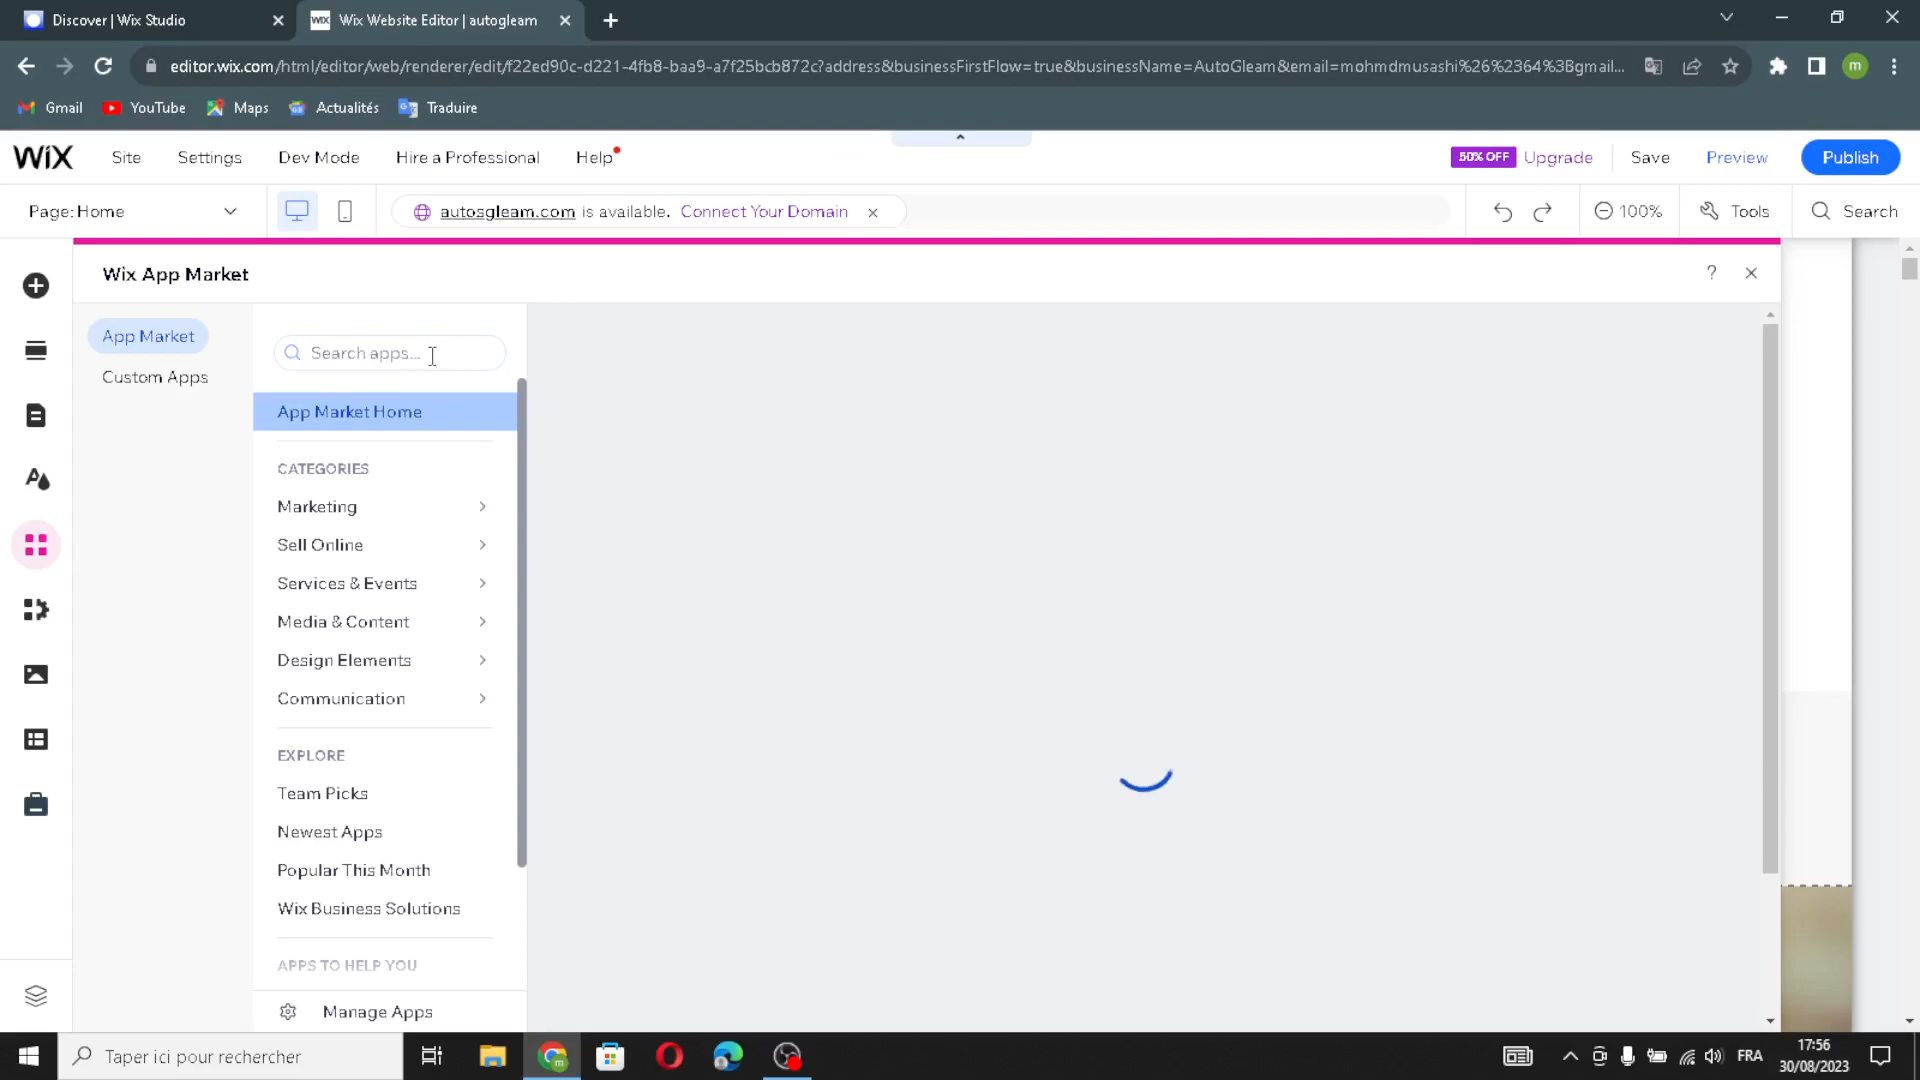 Discover | Wix Studio
WiX Wix Website Editor | autogleam
editor.wix.com/html/editor/web/renderer/edit/f22ed90c-d221-4fb8-baa9-a7f25bcb872c?address&businessFirstFlow=true&businessName=AutoGleam&email=mohmdmusashi%26%2364%3Bgmail...
m
Gmail YouTube Maps Actualités Traduire
WiX Site Settings Dev Mode Hire a Professional Help 50% OFF Upgrade Save Preview Publish
Page: Home autosgleam.com is available. Connect Your Domain 100% Tools Search
Wix App Market ?
App Market
Custom Apps
Search apps...
App Market Home
CATEGORIES
Marketing
Sell Online
Services & Events
Media & Content
Design Elements
Communication
EXPLORE
Team Picks
Newest Apps
Popular This Month
Wix Business Solutions
APPS TO HELP YOU
Manage Apps
Taper ici pour rechercher
m
FRA
17:56
30/08/2023